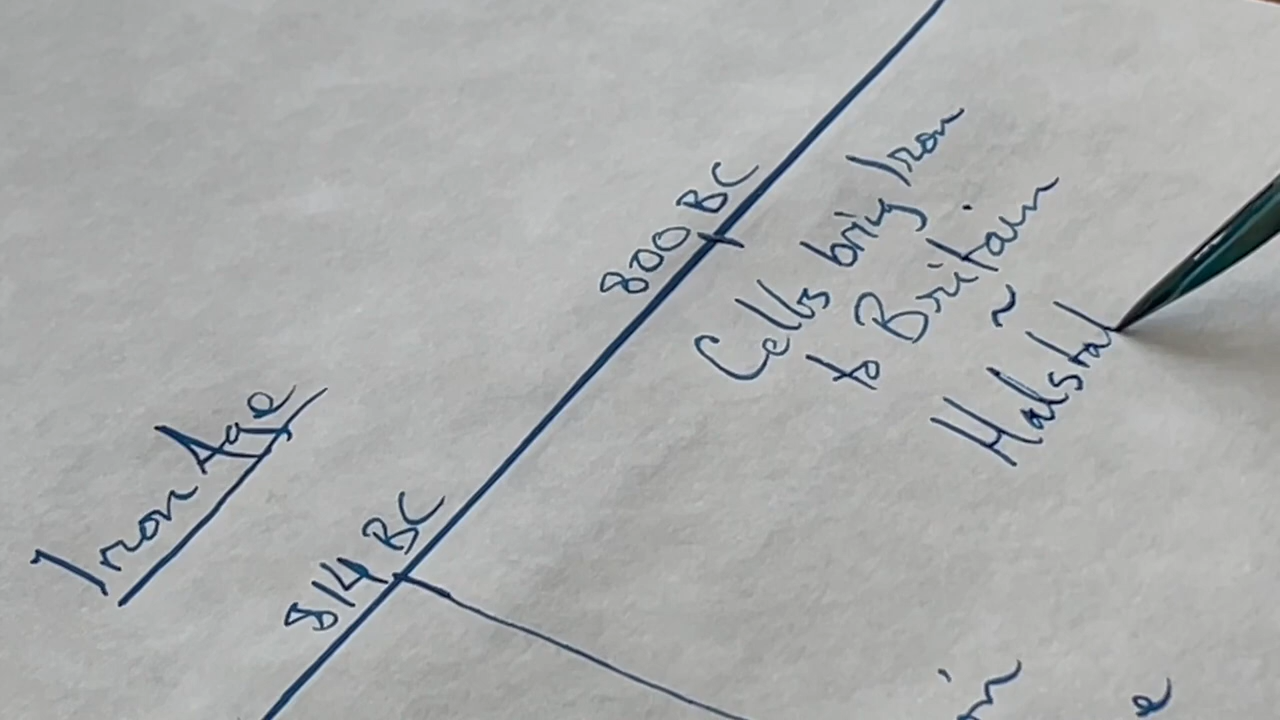 Iron Age
814 BC
800 BC
Celts bring Iron
to Britain
~
Halstat